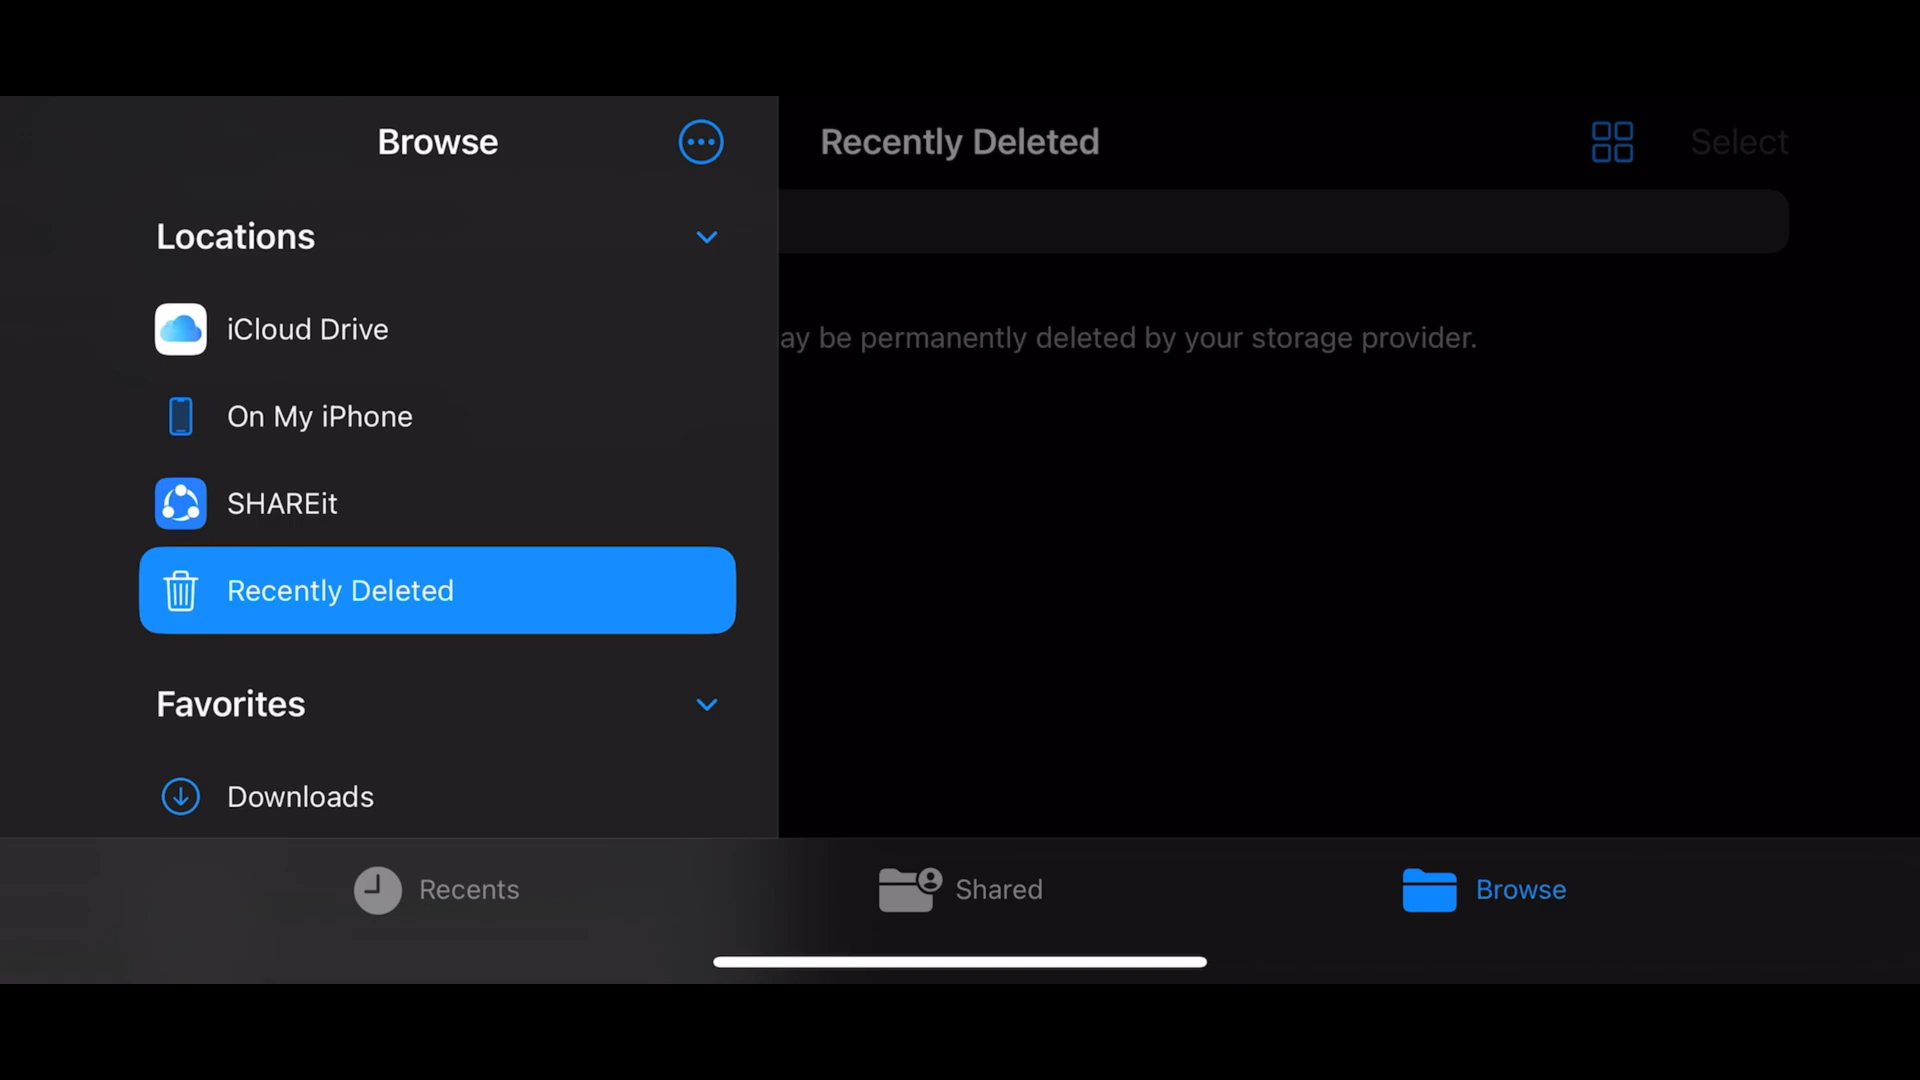 Browse
Locations
iCloud Drive
On My iPhone
SHAREit
Recently Deleted
Favorites
Downloads
Recently Deleted
Select
be permanently deleted by your storage provider.
Recents
Shared
Browse